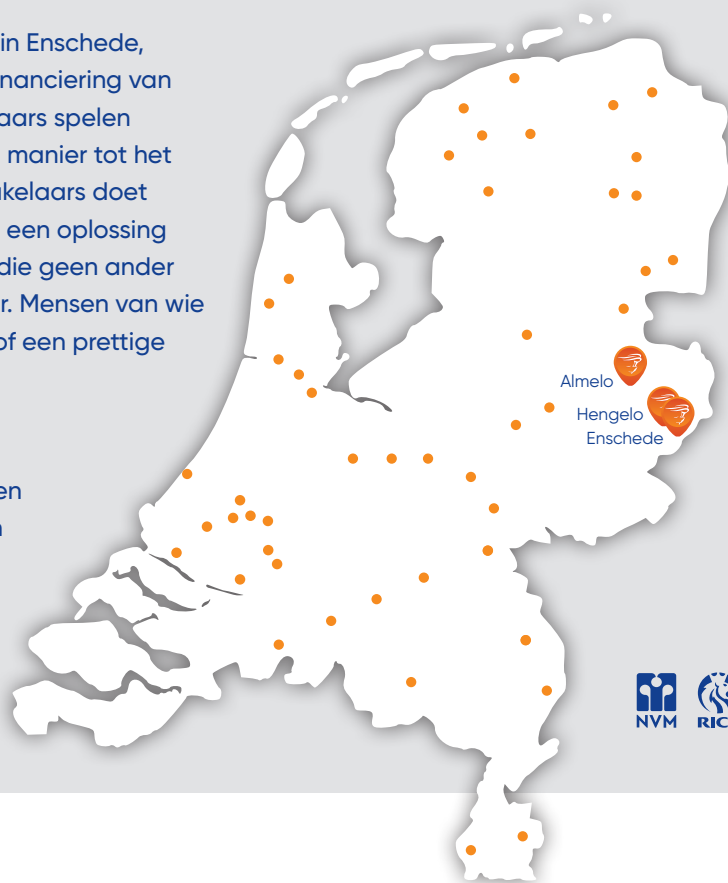 in Enschede,
nanciering van
aars spelen
manier tot het
kelaars doet
een oplossing
die geen ander
r. Mensen van wie
of een prettige
en
Almelo
Hengelo
Enschede
NVM
RIC